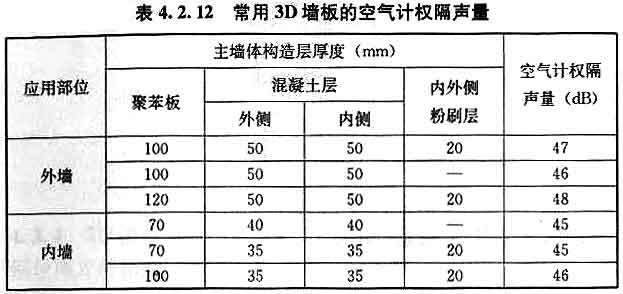 表 4.2.12 常用 3D 墙板的空气计权隔声量
应用部位 主墙体构造层厚度（mm） 空气计权隔声量（dB）
聚苯板 混凝土层 内外侧粉刷层
外侧 内侧
外墙 100 50 50 20 47
100 50 50 — 46
120 50 50 20 48
内墙 70 40 40 — 45
70 35 35 20 45
100 35 35 20 46